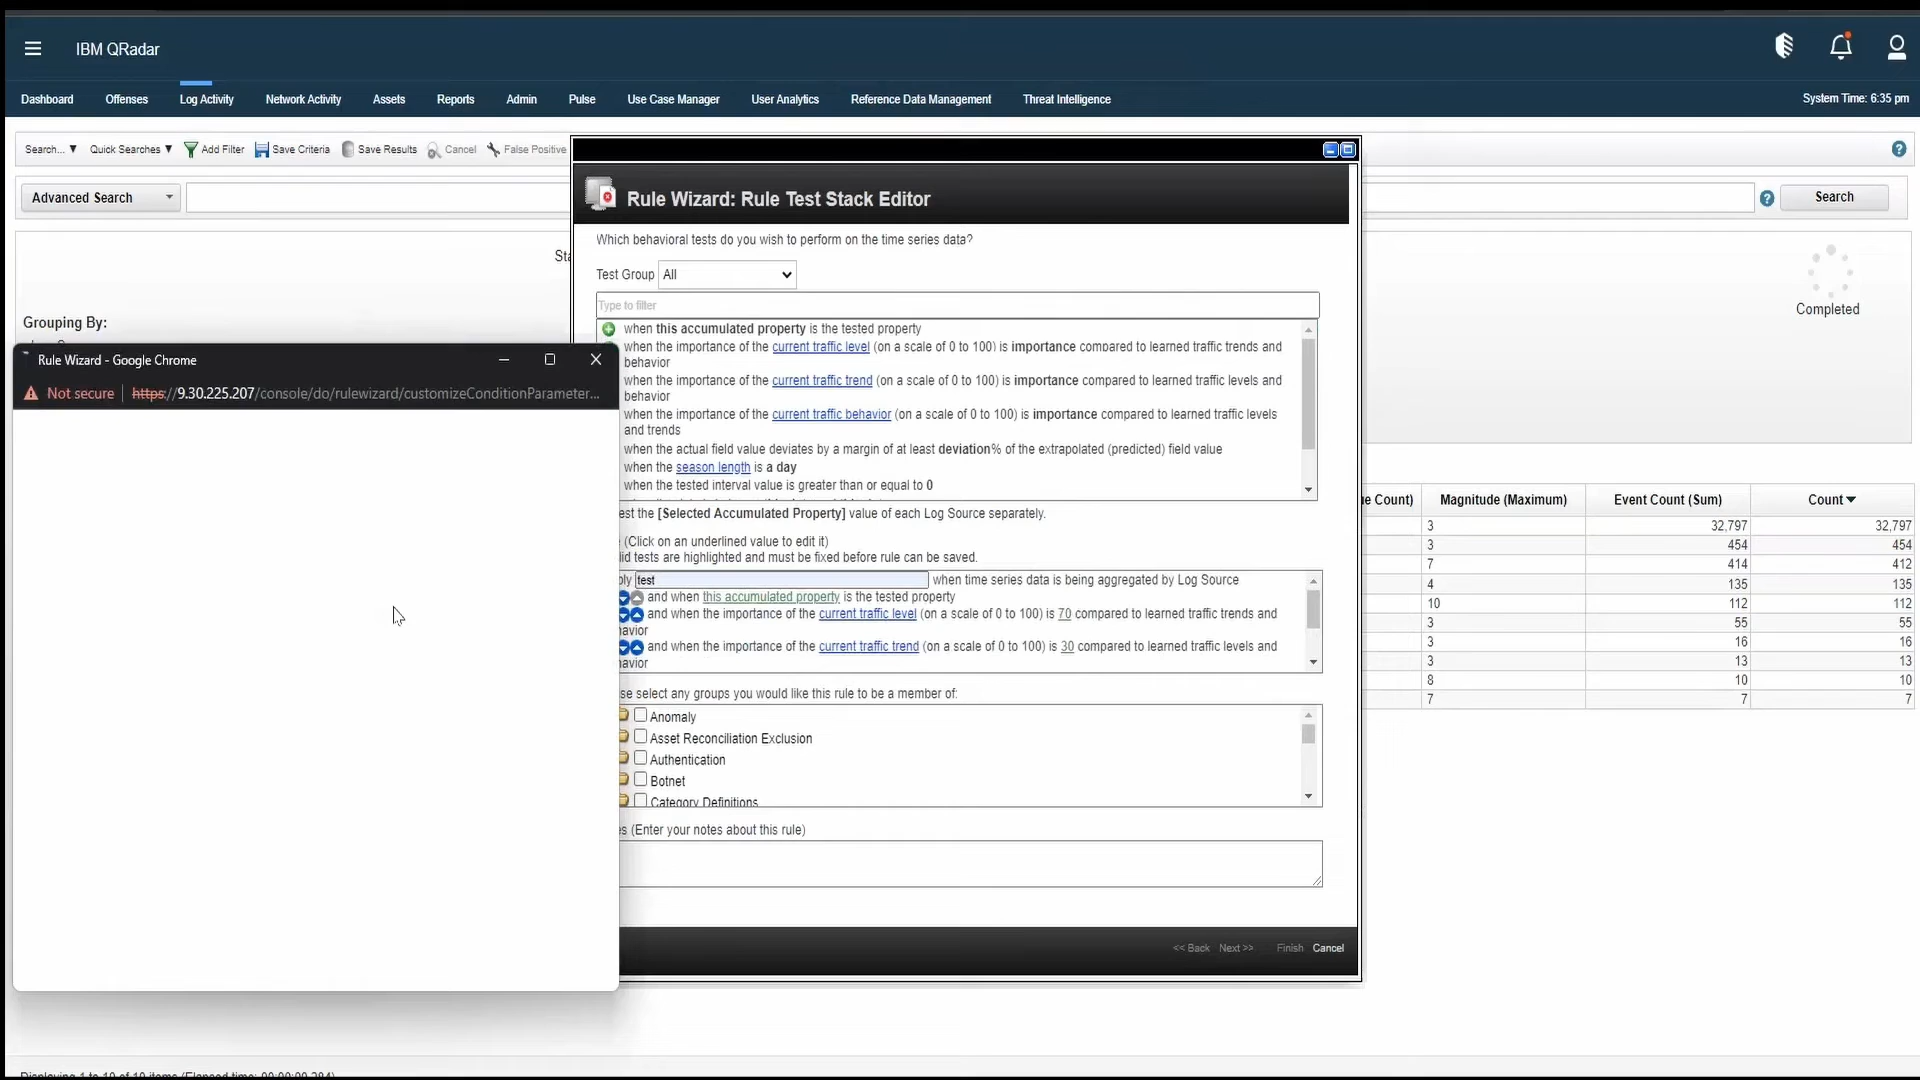 IBM QRadar
Dashboard Offenses Log Activity Network Activity Assets Reports Admin Pulse Use Case Manager User Analytics Reference Data Management Threat Intelligence System Time: 6:35 pm
Search... Quick Searches Add Filter Save Criteria Save Results Cancel False Positive
Advanced Search Search
Completed
Grouping By:
Rule Wizard: Rule Test Stack Editor
Which behavioral tests do you wish to perform on the time series data?
Test Group All
Type to filter
when this accumulated property is the tested property
when the importance of the current traffic level (on a scale of 0 to 100) is importance compared to learned traffic trends and
behavior
when the importance of the current traffic trend (on a scale of 0 to 100) is importance compared to learned traffic levels and
behavior
when the importance of the current traffic behavior (on a scale of 0 to 100) is importance compared to learned traffic levels
and trends
when the actual field value deviates by a margin of at least deviation% of the extrapolated (predicted) field value
when the season length is a day
when the tested interval value is greater than or equal to 0
est the [Selected Accumulated Property] value of each Log Source separately.
(Click on an underlined value to edit it)
lid tests are highlighted and must be fixed before rule can be saved.
ply test when time series data is being aggregated by Log Source
and when this accumulated property is the tested property
and when the importance of the current traffic level (on a scale of 0 to 100) is 70 compared to learned traffic trends and
avior
and when the importance of the current traffic trend (on a scale of 0 to 100) is 30 compared to learned traffic levels and
avior
se select any groups you would like this rule to be a member of:
Anomaly
Asset Reconciliation Exclusion
Authentication
Botnet
Category Definitions
es (Enter your notes about this rule)
<< Back Next >> Finish Cancel
Rule Wizard - Google Chrome
Not secure https://9.30.225.207/console/do/rulewizard/customizeConditionParameter...
e Count) Magnitude (Maximum) Event Count (Sum) Count
3 32,797 32,797
3 454 454
7 414 412
4 135 135
10 112 112
3 55 55
3 16 16
3 13 13
8 10 10
7 7 7
Displaying 1 to 10 of 10 items (Elapsed time: 0:00:00.284)